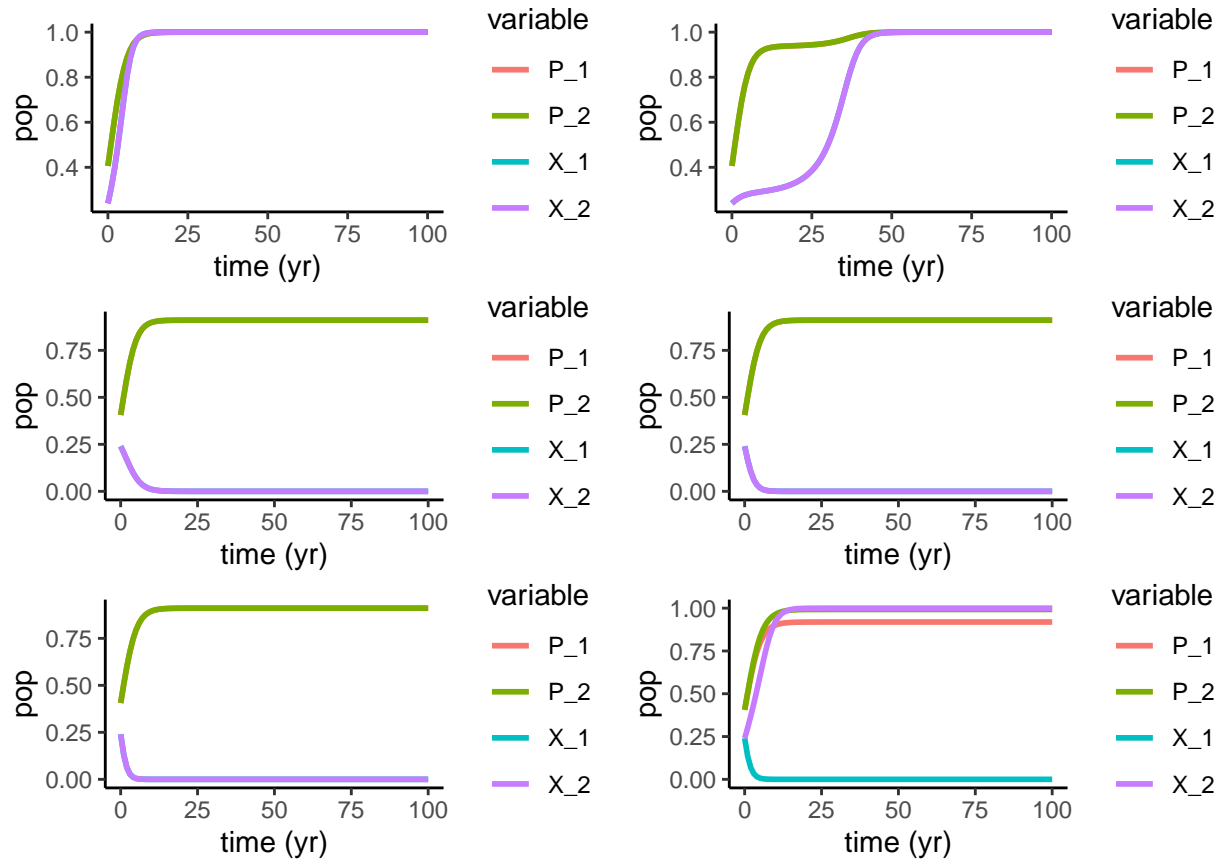 variable
P_1
P_2
X_1
X_2
pop
1.0
0.8
0.6
0.4
0 25 50 75 100
time (yr)
variable
P_1
P_2
X_1
X_2
pop
1.0
0.8
0.6
0.4
0 25 50 75 100
time (yr)
variable
P_1
P_2
X_1
X_2
pop
0.75
0.50
0.25
0.00
0 25 50 75 100
time (yr)
variable
P_1
P_2
X_1
X_2
pop
0.75
0.50
0.25
0.00
0 25 50 75 100
time (yr)
variable
P_1
P_2
X_1
X_2
pop
0.75
0.50
0.25
0.00
0 25 50 75 100
time (yr)
variable
P_1
P_2
X_1
X_2
pop
1.00
0.75
0.50
0.25
0.00
0 25 50 75 100
time (yr)